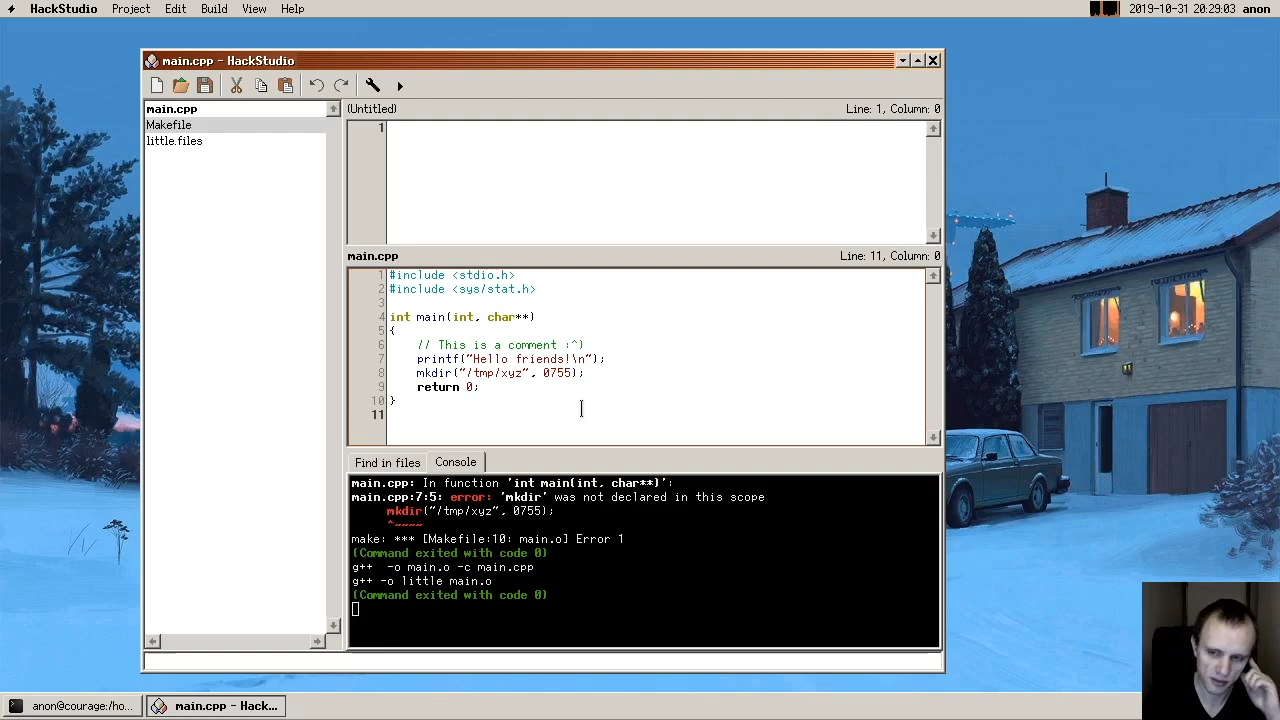 HackStudio Project Edit Build View Help 2019-10-31 20:29:03 anon
main.cpp - HackStudio
main.cpp
Makefile
little.files
(Untitled) Line: 1, Column: 0
1
main.cpp Line: 11, Column: 0
1 #include <stdio.h>
2 #include <sys/stat.h>
3
4 int main(int, char**)
5 {
6 // This is a comment :^)
7 printf("Hello friends!\n");
8 mkdir("/tmp/xyz", 0755);
9 return 0;
10 }
11
Find in files Console
main.cpp: In function 'int main(int, char**)':
main.cpp:7:5: error: 'mkdir' was not declared in this scope
mkdir("/tmp/xyz", 0755);
^~~~~
make: *** [Makefile:10: main.o] Error 1
(Command exited with code 0)
g++ -o main.o -c main.cpp
g++ -o little main.o
(Command exited with code 0)
anon@courage:/ho... main.cpp - Hack...